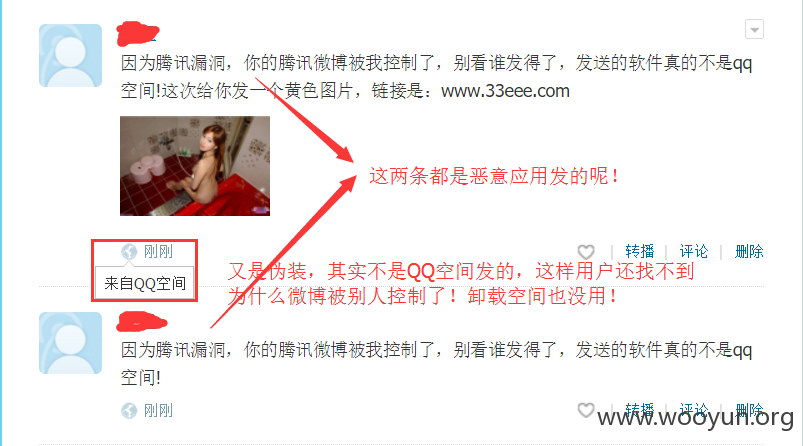 因为腾讯漏洞，你的腾讯微博被我控制了，别看谁发得了，发送的软件真的不是qq
空间!这次给你发一个黄色图片，链接是：www.33eee.com
这两条都是恶意应用发的呢！
刚刚
转播 | 评论 | 删除
来自QQ空间
又是伪装，其实不是QQ空间发的，这样用户还找不到
为什么微博被别人控制了！卸载空间也没用！
因为腾讯漏洞，你的腾讯微博被我控制了，别看谁发得了，发送的软件真的不是qq
空间!
刚刚
转播 | 评论 | 删除
www.wooyun.org